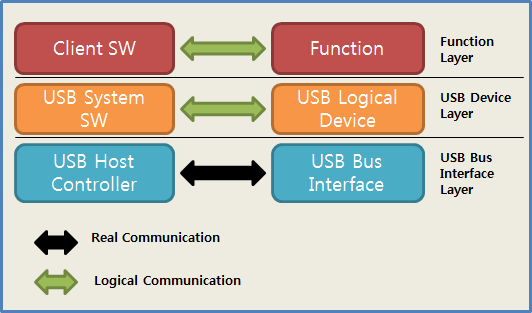 Client SW
Function
Function
Layer
USB System
SW
USB Logical
Device
USB Device
Layer
USB Host
Controller
USB Bus
Interface
USB Bus
Interface
Layer
Real Communication
Logical Communication